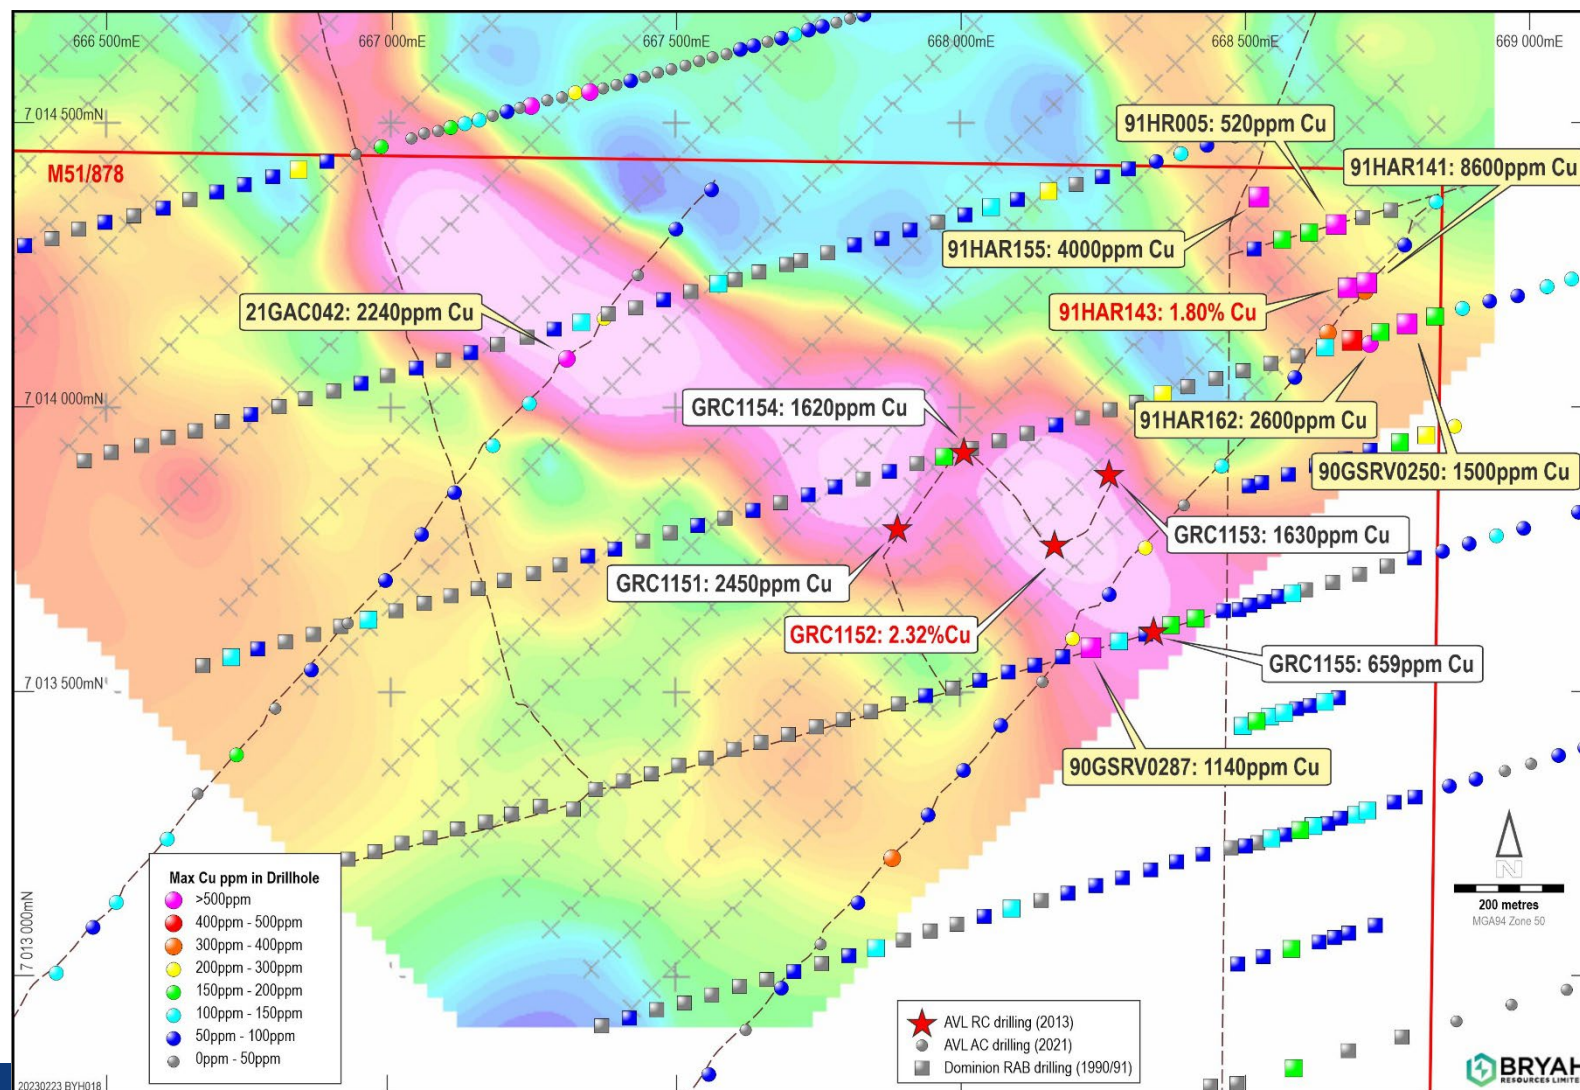 666 500mE
667 000mE
667 500mE
668 000mE
668 500mE
669 000mE
7 014 500mN
M51/878
91HR005: 520ppm Cu
91HAR141: 8600ppm Cu
91HAR155: 4000ppm Cu
21GAC042: 2240ppm Cu
91HAR143: 1.80% Cu
7 014 000mN
GRC1154: 1620ppm Cu
91HAR162: 2600ppm Cu
90GSRV0250: 1500ppm Cu
GRC1153: 1630ppm Cu
GRC1151: 2450ppm Cu
GRC1152: 2.32%Cu
GRC1155: 659ppm Cu
7 013 500mN
90GSRV0287: 1140ppm Cu
7 013 000mN
Max Cu ppm in Drillhole
>500ppm
400ppm - 500ppm
300ppm - 400ppm
200ppm - 300ppm
150ppm - 200ppm
100ppm - 150ppm
50ppm - 100ppm
0ppm - 50ppm
AVL RC drilling (2013)
AVL AC drilling (2021)
Dominion RAB drilling (1990/91)
N
200 metres
MGA94 Zone 50
BRYAH
RESOURCES LIMITED
20230223 BYH018